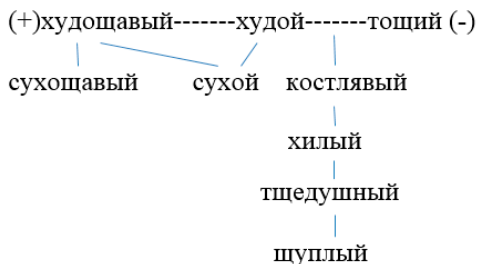 (+)худощавый-------худой-------тощий (-)
сухощавый сухой костлявый
хилый
тщедушный
щуплый